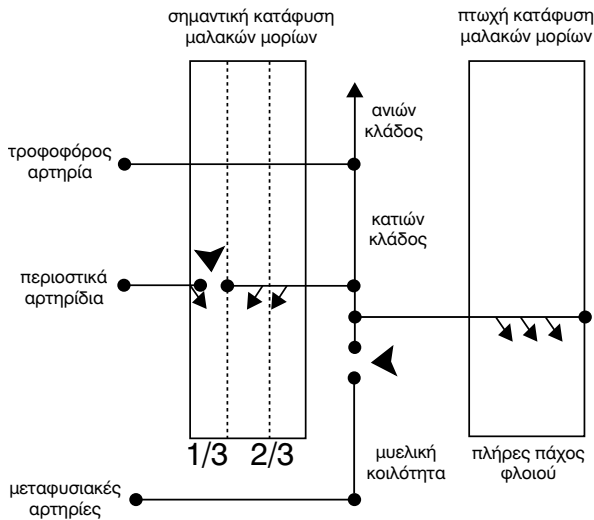 σημαντική κατάφυση
μαλακών μορίων
πτωχή κατάφυση
μαλακών μορίων
ανιών
κλάδος
τροφοφόρος
αρτηρία
κατιών
κλάδος
περιοστικά
αρτηρίδια
1/3 2/3
μυελική
κοιλότητα
πλήρες πάχος
φλοιού
μεταφυσιακές
αρτηρίες